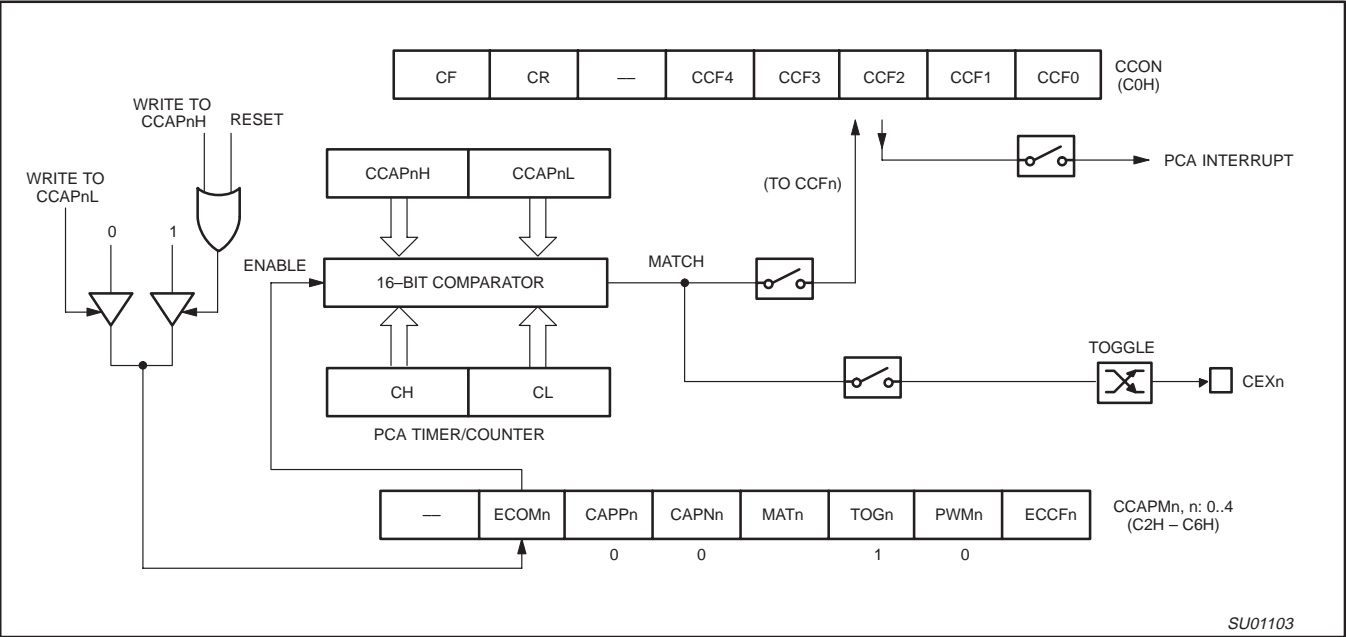 CF CR — CCF4 CCF3 CCF2 CCF1 CCF0
CCON
(C0H)
WRITE TO
CCAPnH
RESET
WRITE TO
CCAPnL
0 1
CCAPnH CCAPnL
(TO CCFn)
PCA INTERRUPT
ENABLE
16–BIT COMPARATOR
MATCH
TOGGLE
CEXn
CH CL
PCA TIMER/COUNTER
— ECOMn CAPPn CAPNn MATn TOGn PWMn ECCFn
CCAPMn, n: 0..4
(C2H – C6H)
0 0 1 0
SU01103